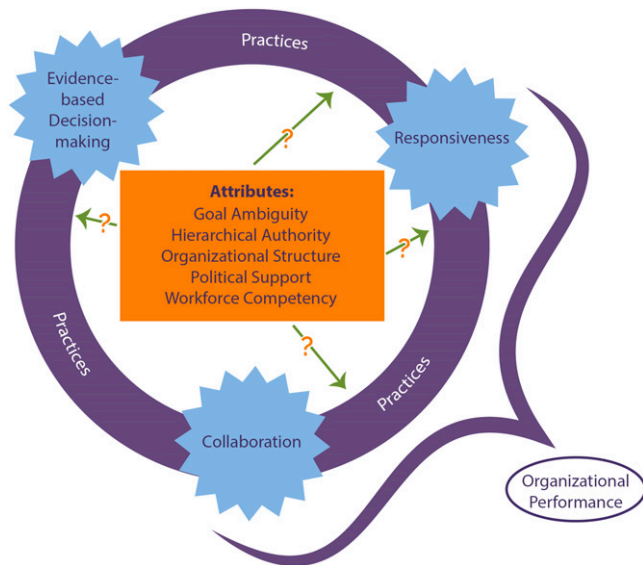 Practices
Evidence-
based
Decision-
making
Responsiveness
?
Attributes:
Goal Ambiguity
Hierarchical Authority
Organizational Structure
Political Support
Workforce Competency
?
?
?
Practices
Practices
Collaboration
Organizational
Performance